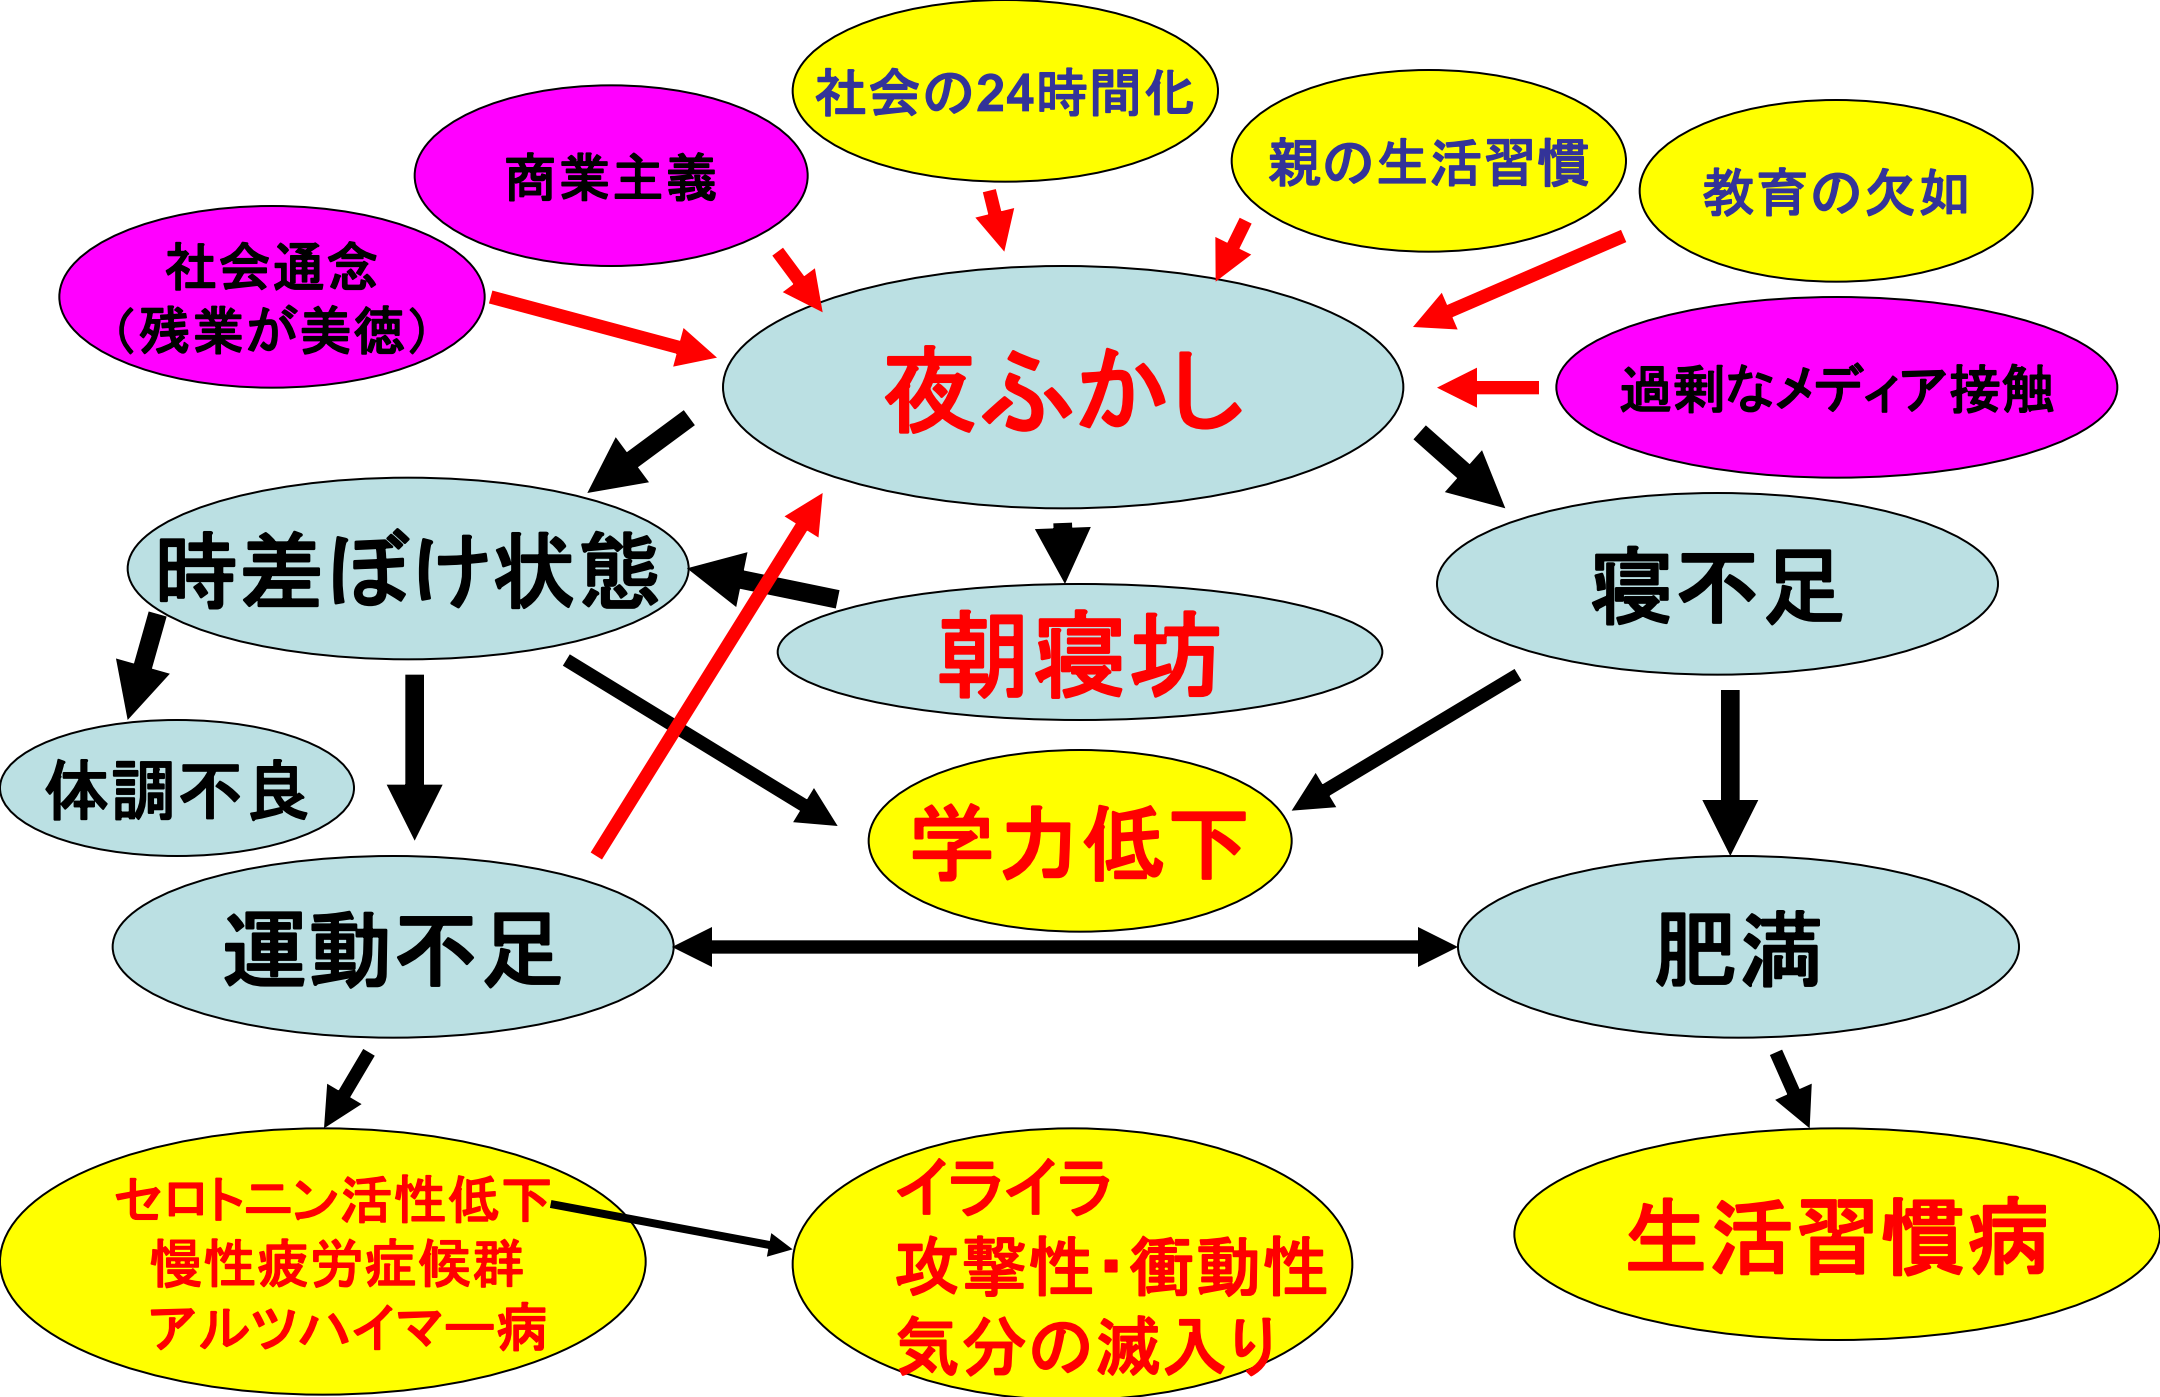 社会の24時間化
親の生活習慣
商業主義
教育の欠如
社会通念
（残業が美徳）
過剰なメディア接触
夜ふかし
時差ぼけ状態
寝不足
朝寝坊
体調不良
学力低下
運動不足
肥満
セロトニン活性低下
慢性疲労症候群
アルツハイマー病
イライラ
攻撃性・衝動性
気分の滅入り
生活習慣病